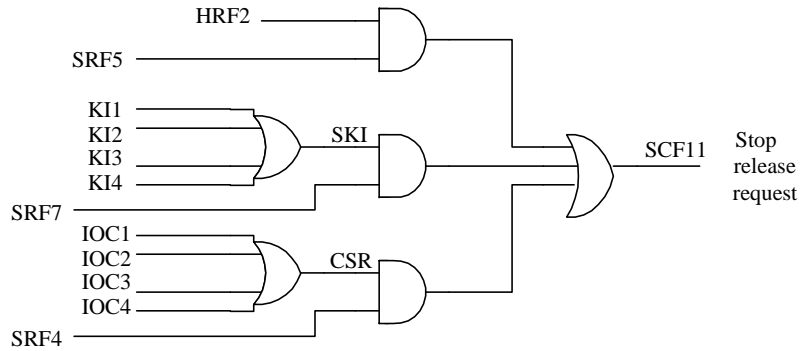 HRF2
SRF5
KI1
KI2
KI3
KI4
SKI
SRF7
IOC1
IOC2
IOC3
IOC4
CSR
SRF4
SCF11
Stop
release
request